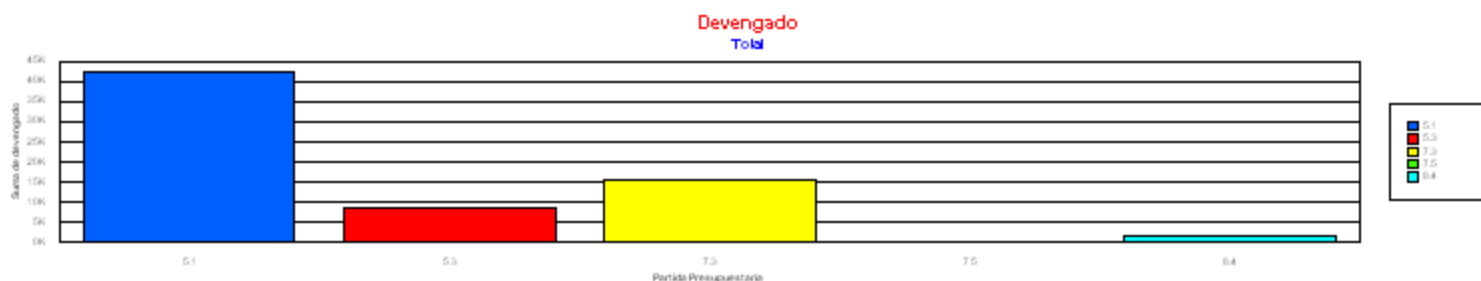 Devengado
Total
45K
40K
35K
30K
25K
20K
15K
10K
5K
0K
Suma de devengado
5.1
5.3
7.3
7.5
8.4
Partida Presupuestaria
5.1
5.3
7.3
7.5
8.4